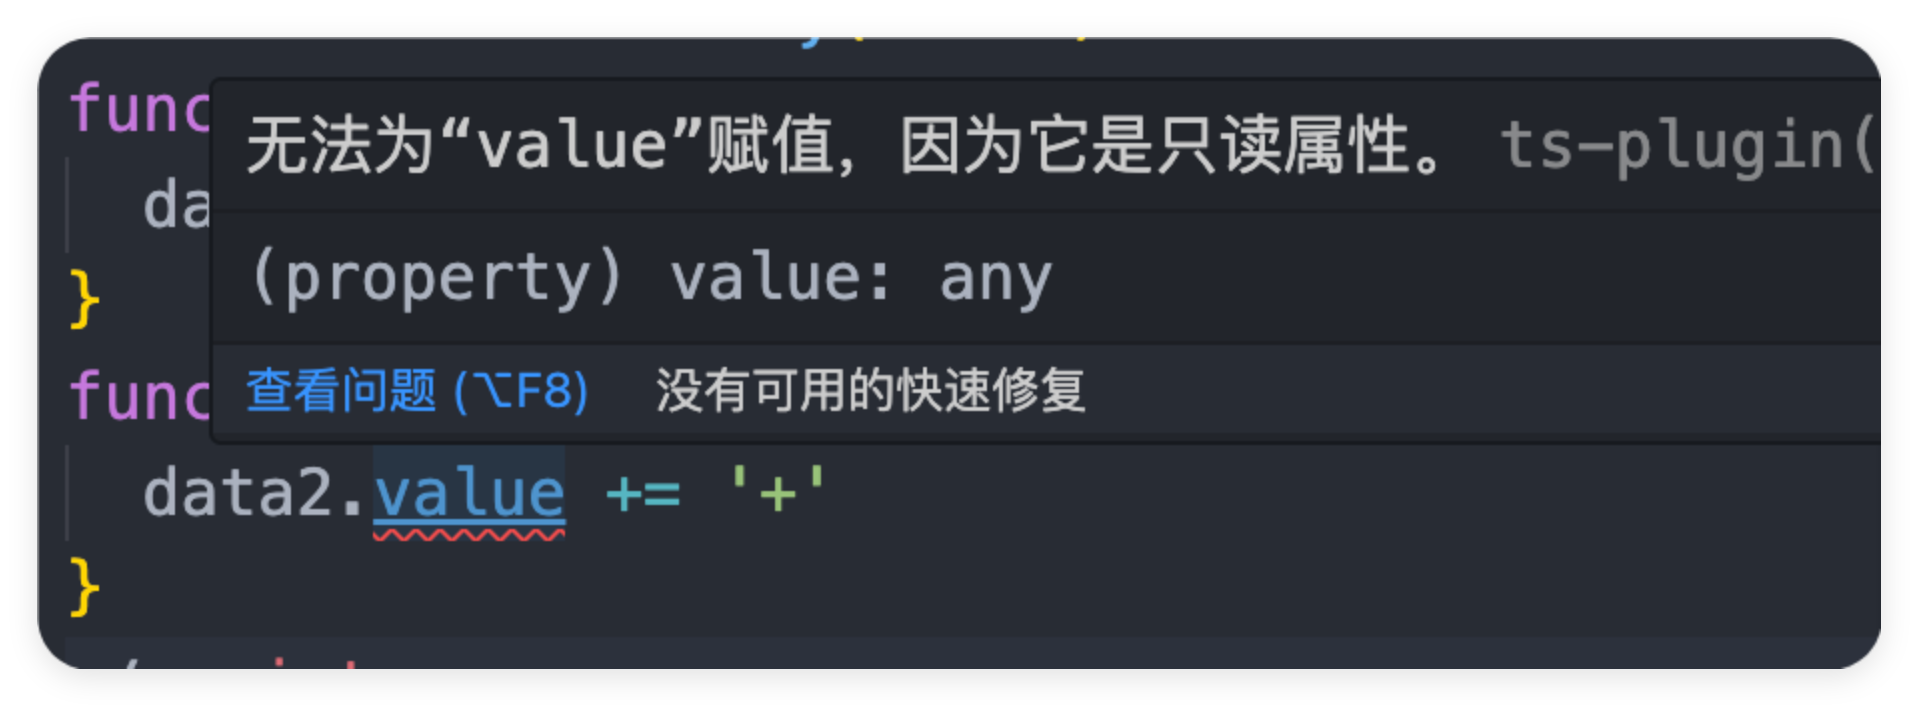 func
无法为“value”赋值，因为它是只读属性。 ts-plugin(
da
(property) value: any
}
func
查看问题 (⌥F8) 没有可用的快速修复
data2.value += '+'
}